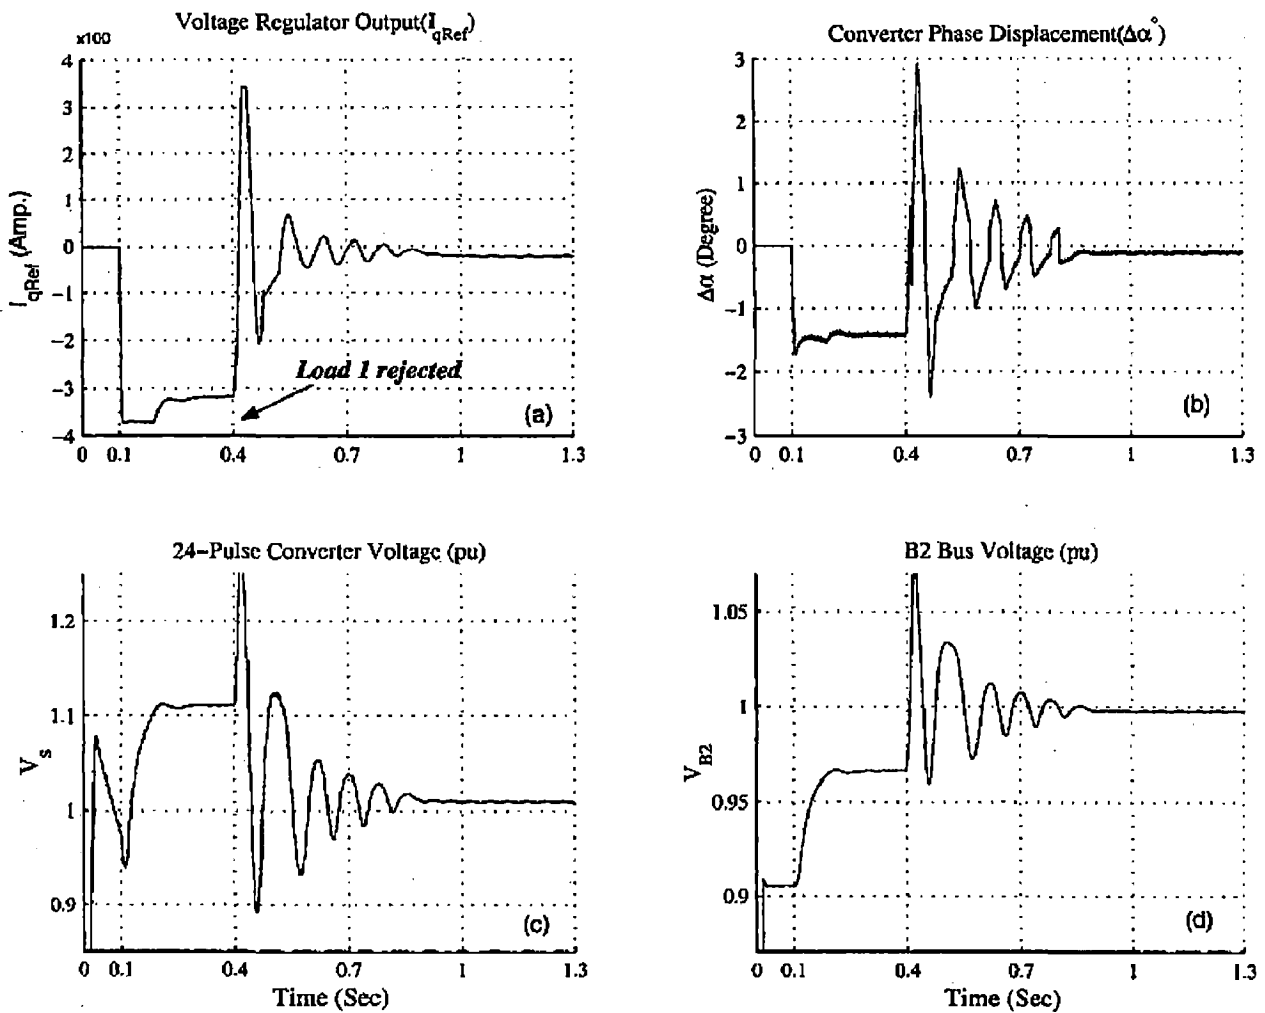 Voltage Regulator Output(IqRef)
x100
4
3
2
1
0
−1
−2
−3
−4
IqRef (Amp.)
Load 1 rejected
(a)
0 0.1 0.4 0.7 1 1.3
Converter Phase Displacement(Δα°)
3
2
1
0
−1
−2
−3
Δα (Degree)
(b)
0 0.1 0.4 0.7 1 1.3
24−Pulse Converter Voltage (pu)
1.2
1.1
1
0.9
Vs
(c)
0 0.1 0.4 0.7 1 1.3
Time (Sec)
B2 Bus Voltage (pu)
1.05
1
0.95
0.9
VB2
(d)
0 0.1 0.4 0.7 1 1.3
Time (Sec)